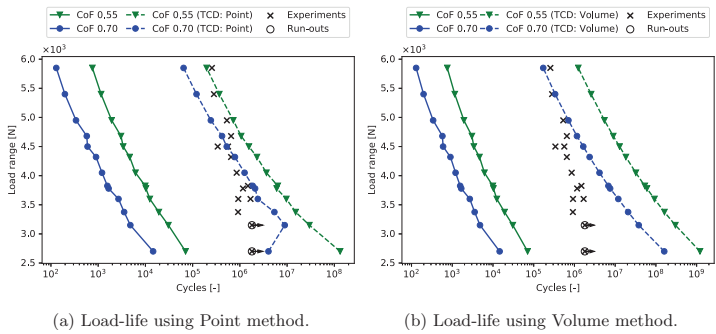 CoF 0,55 CoF 0,55 (TCD: Point) Experiments
CoF 0.70 CoF 0.70 (TCD: Point) Run-outs
×10³
6.0
5.5
5.0
4.5
4.0
3.5
3.0
2.5
Load range [N]
10² 10³ 10⁴ 10⁵ 10⁶ 10⁷ 10⁸
Cycles [-]
(a) Load-life using Point method.
CoF 0,55 CoF 0,55 (TCD: Volume) Experiments
CoF 0.70 CoF 0.70 (TCD: Volume) Run-outs
×10³
6.0
5.5
5.0
4.5
4.0
3.5
3.0
2.5
Load range [N]
10² 10³ 10⁴ 10⁵ 10⁶ 10⁷ 10⁸ 10⁹
Cycles [-]
(b) Load-life using Volume method.